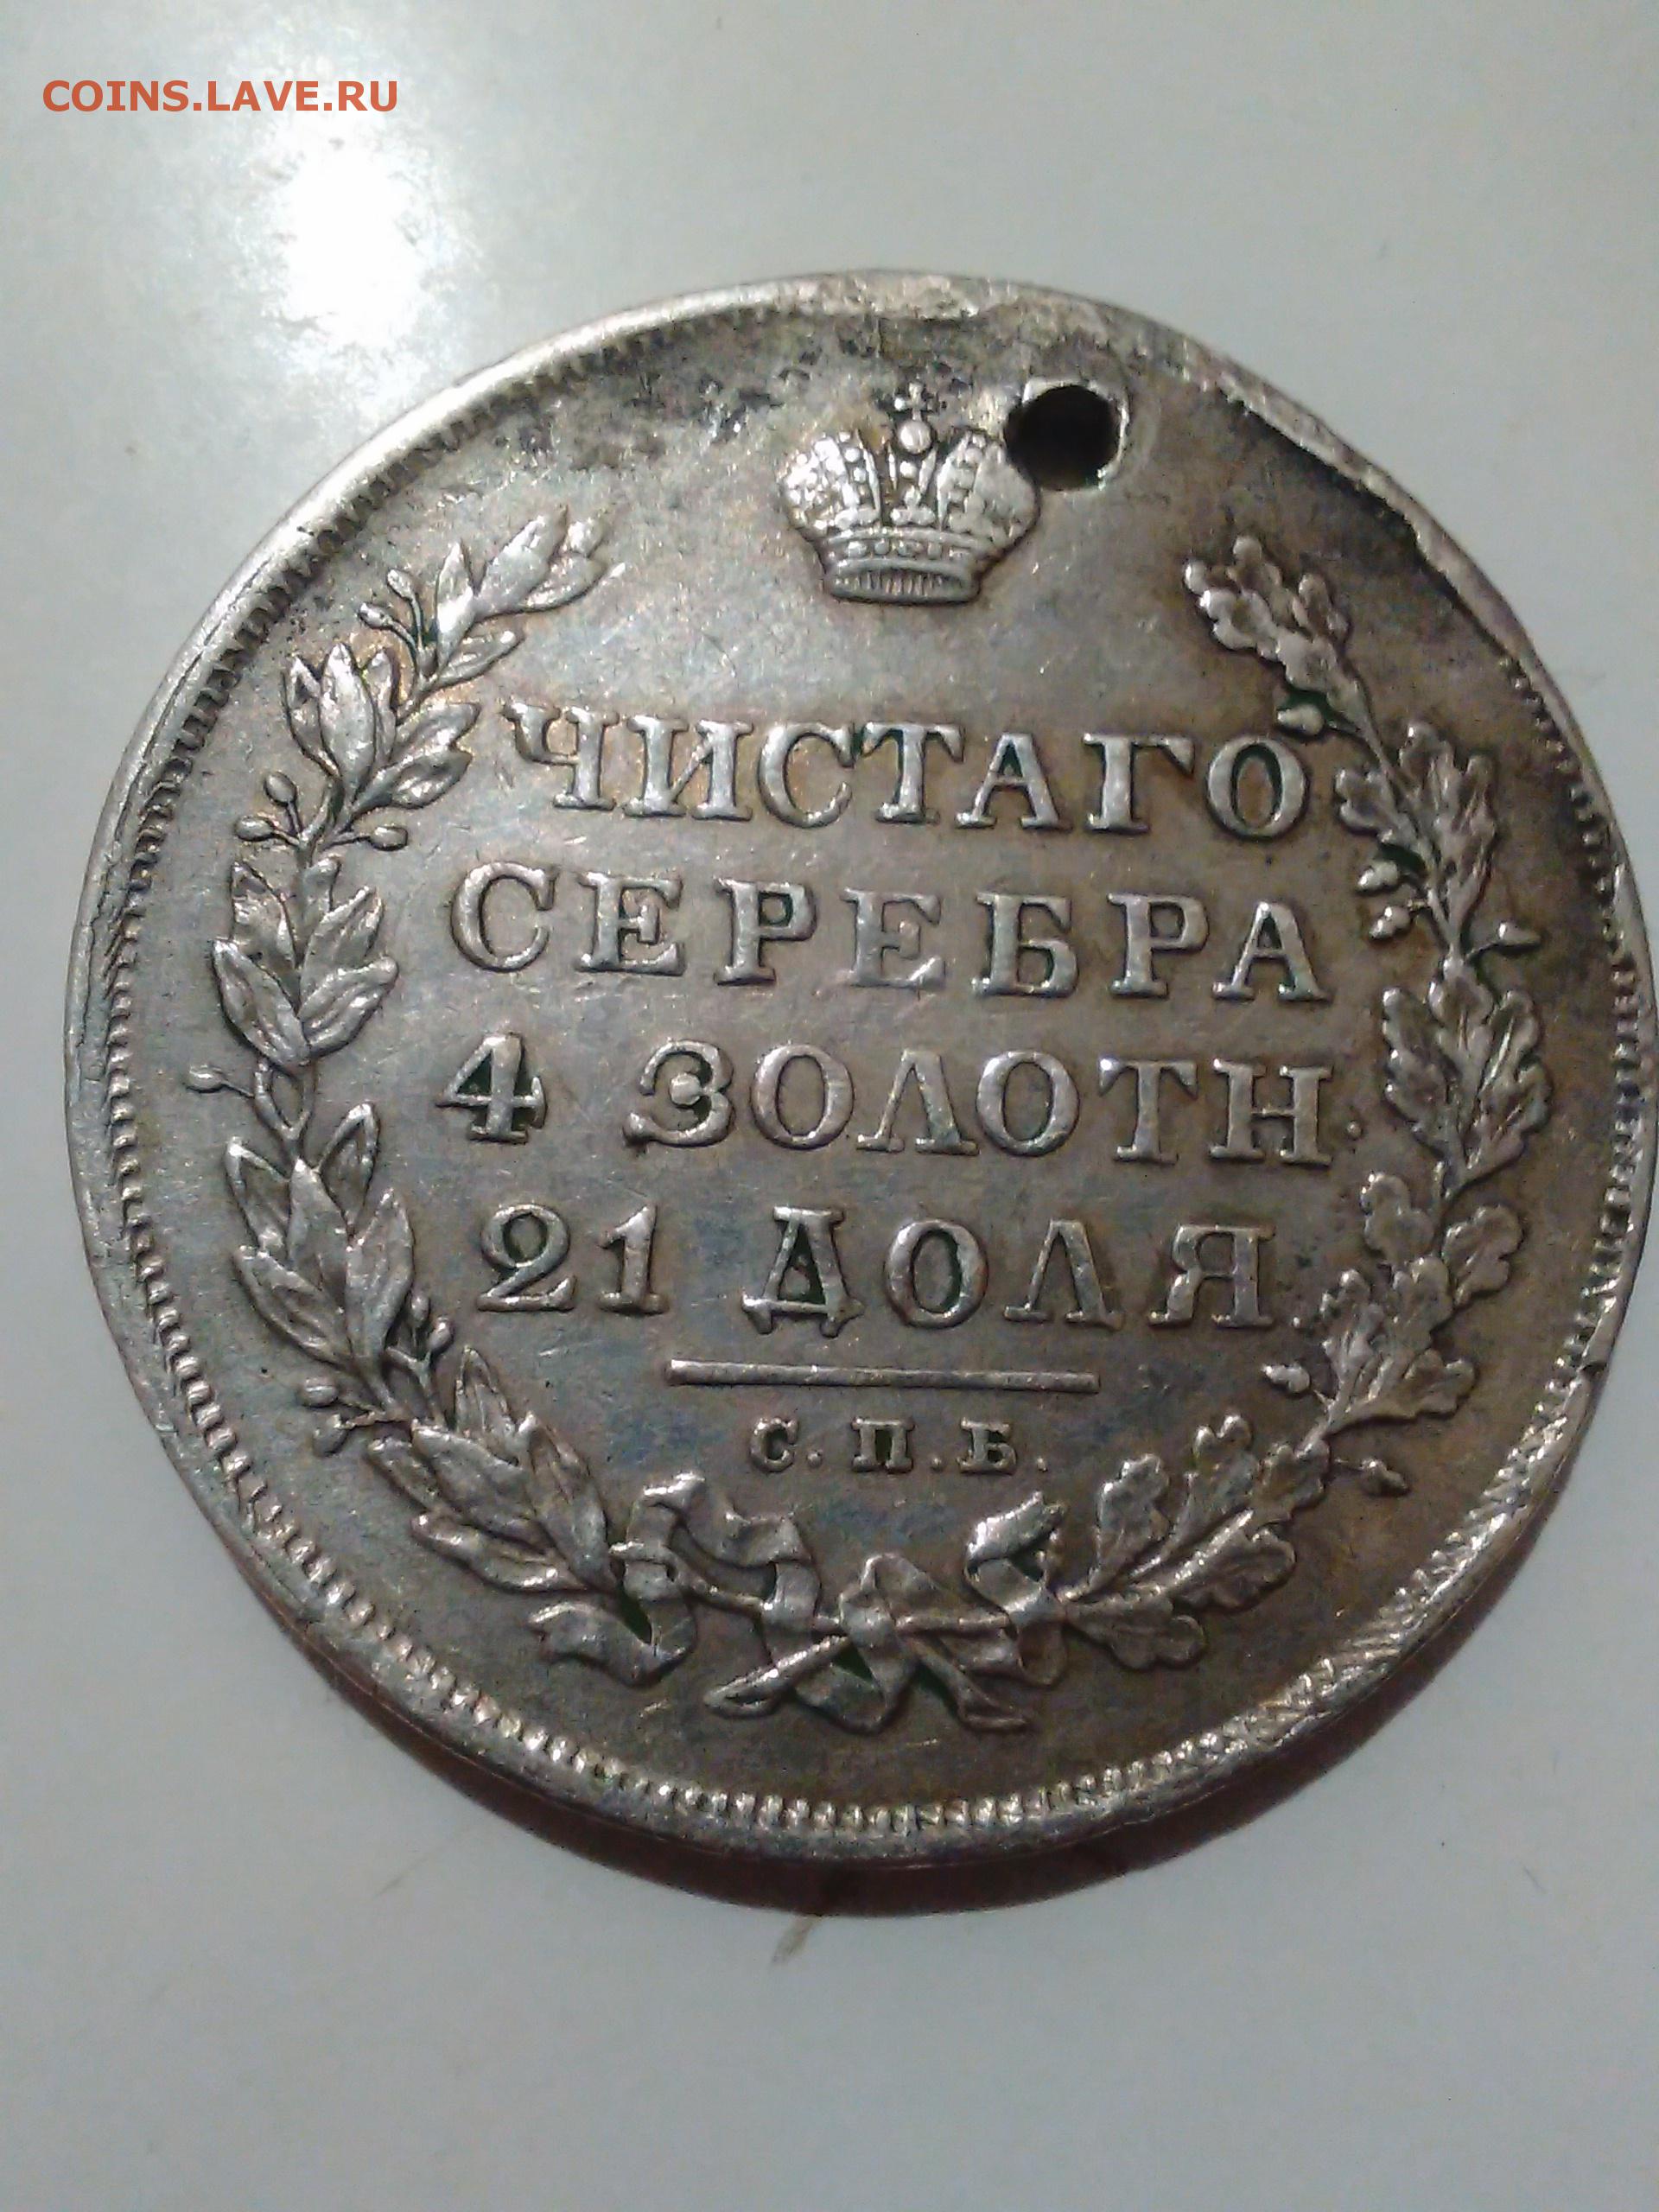 COINS.LAVE.RU
ЧИСТАГО
СЕРЕБРА
4 ЗОЛОТН.
21 ДОЛЯ.
С.П.Б.